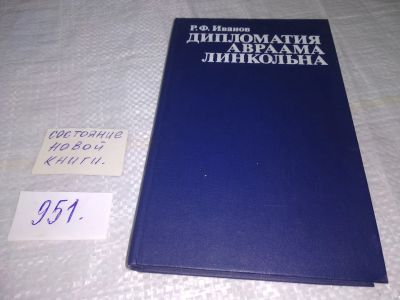 Р. Ф. Иванов
ДИПЛОМАТИЯ
АВРААМА
ЛИНКОЛЬНА
состояние
новой
книги.
951.